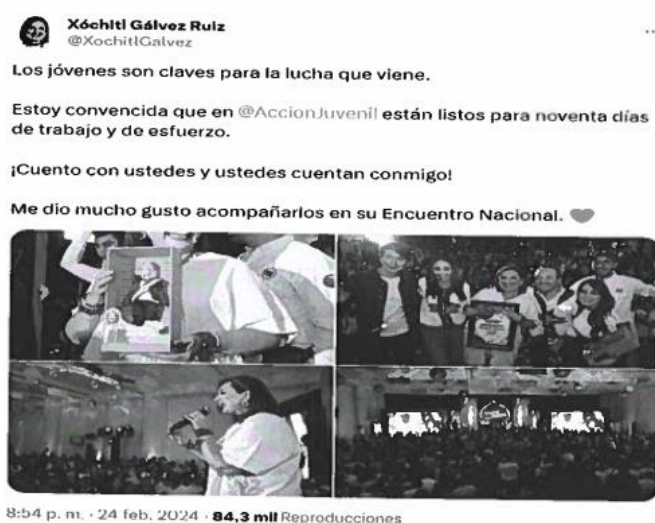 Xóchitl Gálvez Ruiz
@XochitlGalvez
Los jóvenes son claves para la lucha que viene.
Estoy convencida que en @AccionJuvenil están listos para noventa días
de trabajo y de esfuerzo.
¡Cuento con ustedes y ustedes cuentan conmigo!
Me dio mucho gusto acompañarlos en su Encuentro Nacional. 🖤
8:54 p. m. · 24 feb. 2024 · 84,3 mil Reproducciones